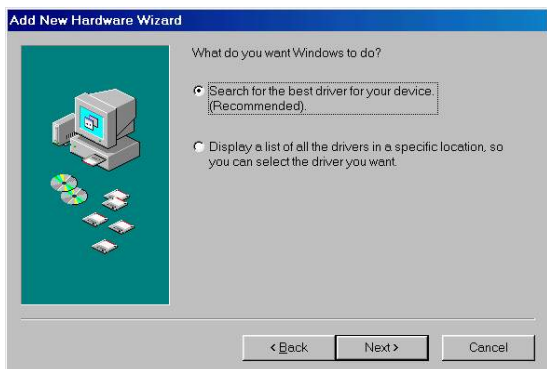 Add New Hardware Wizard
What do you want Windows to do?
Search for the best driver for your device.
(Recommended).
Display a list of all the drivers in a specific location, so
you can select the driver you want.
< Back
Next >
Cancel